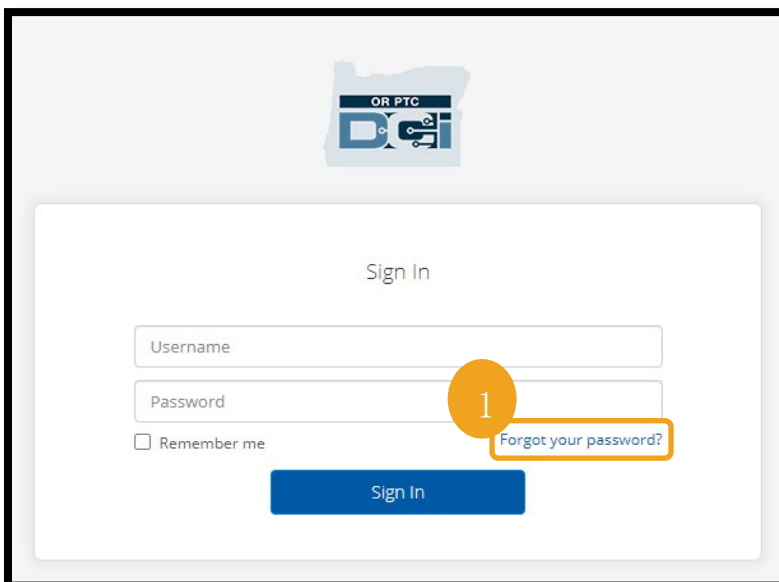 OR PTC
DCi
Sign In
Username
Password
1
Remember me
Forgot your password?
Sign In